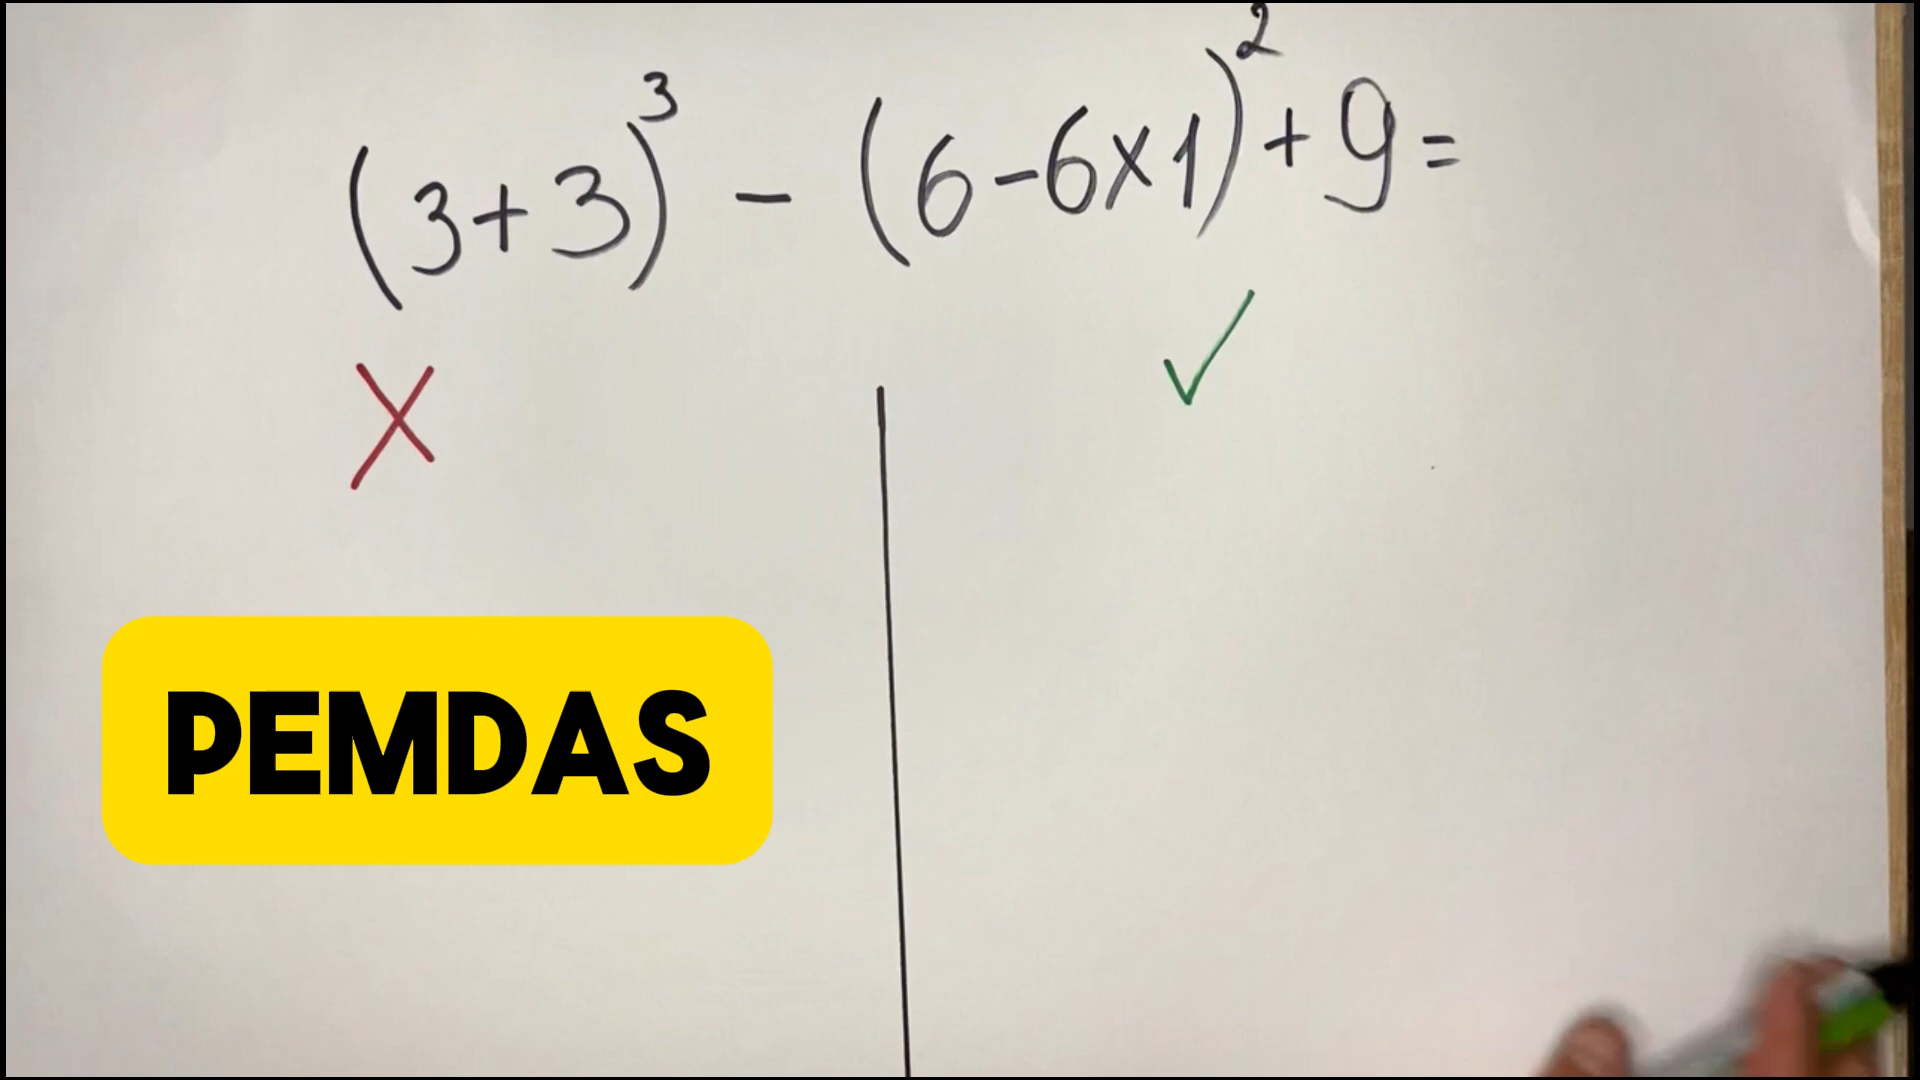 (3+3)³ - (6-6×1)² + 9 =
X ✓
PEMDAS